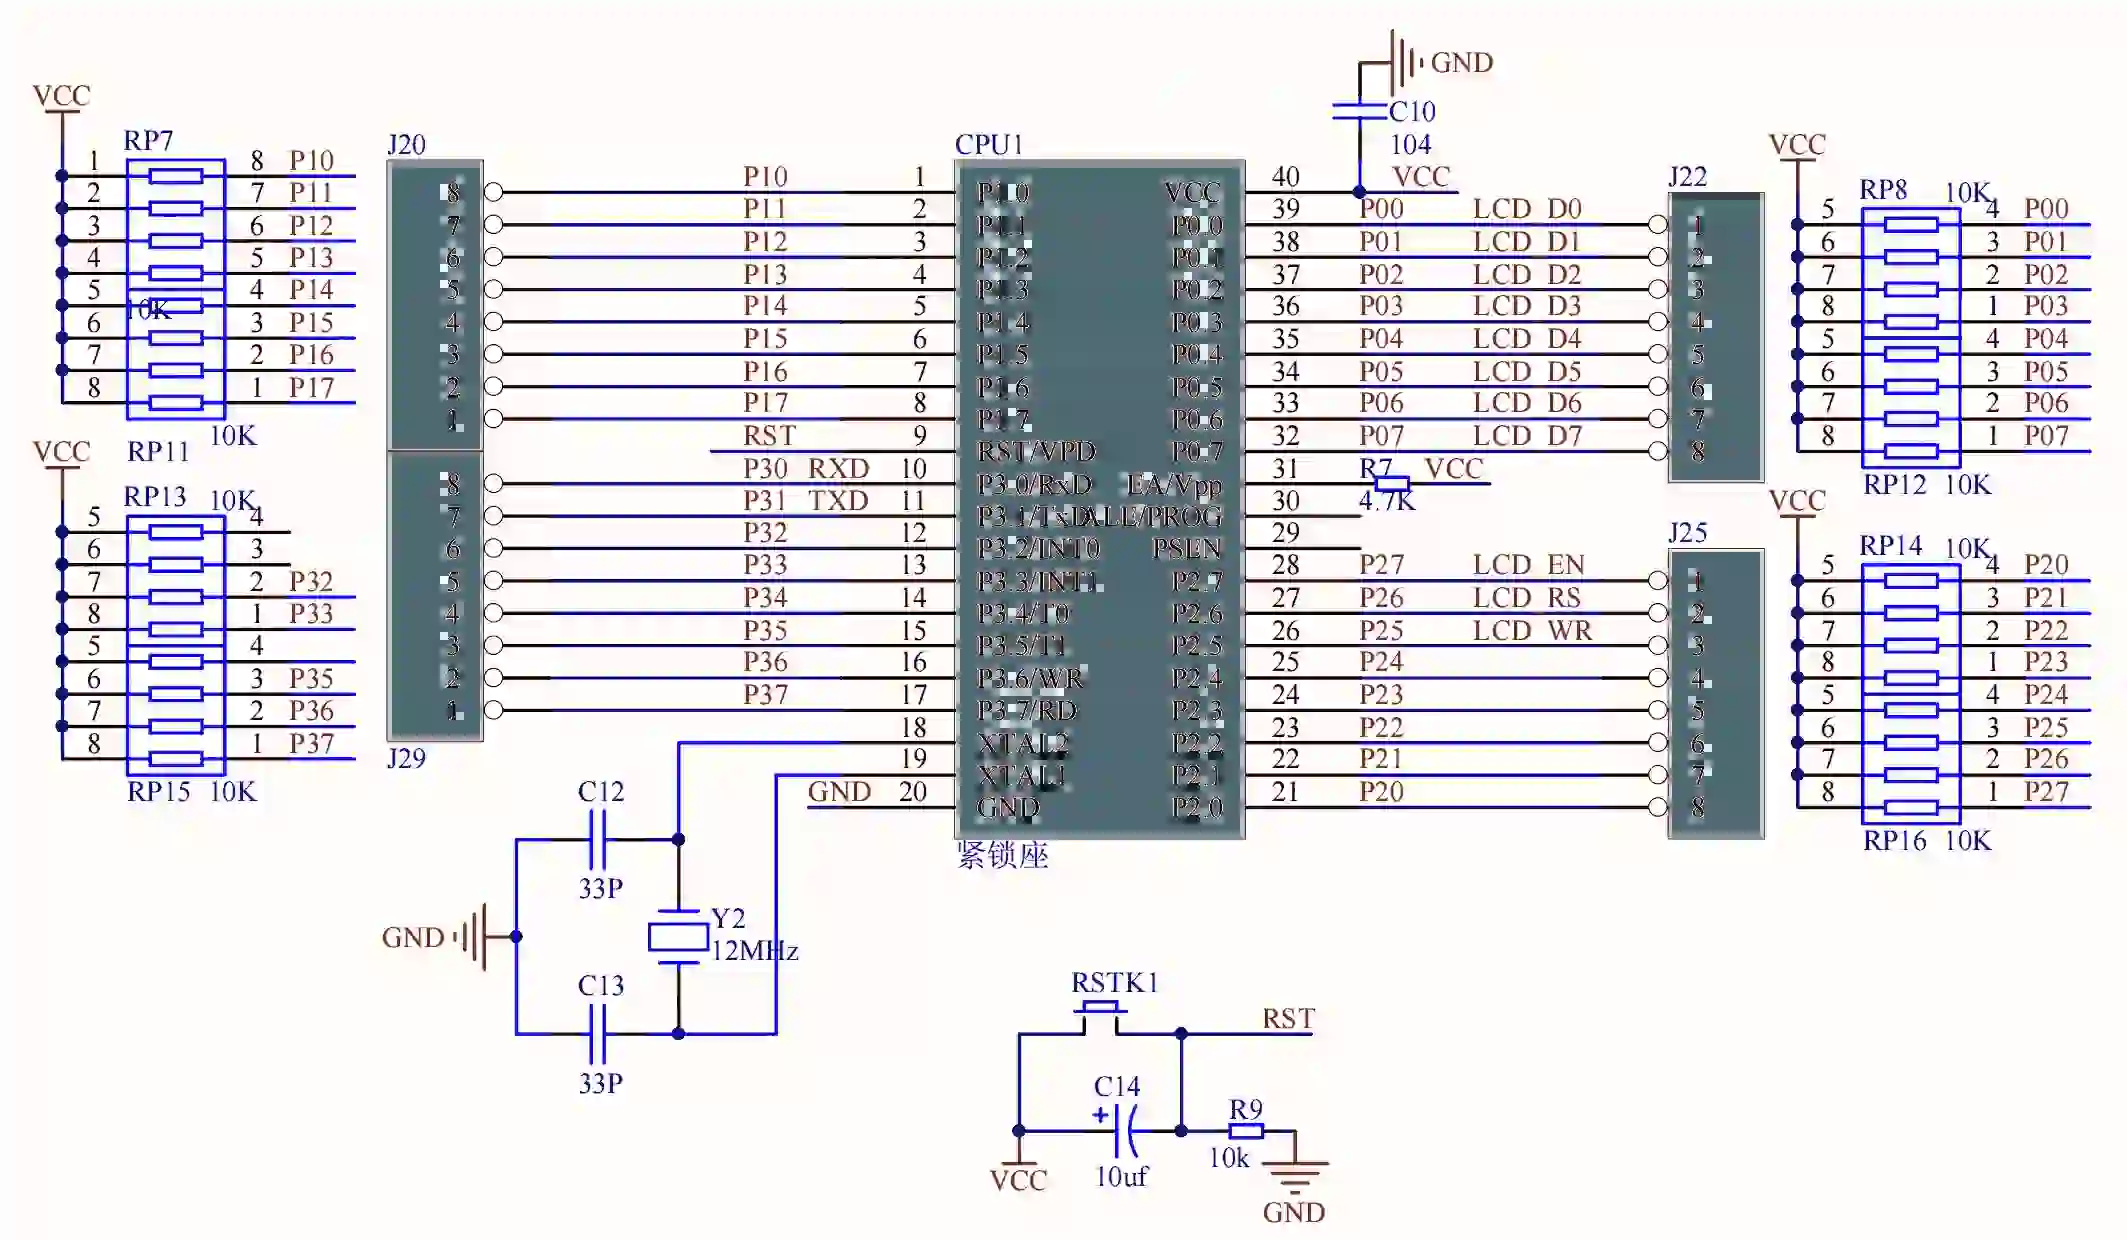 VCC
RP7
1 8 P10
2 7 P11
3 6 P12
4 5 P13
5 4 P14
10K
6 3 P15
7 2 P16
8 1 P17
10K
RP11
VCC
RP13 10K
5 4
6 3
7 2 P32
8 1 P33
5 4
6 3 P35
7 2 P36
8 1 P37
RP15 10K
J20
8
7
6
5
4
3
2
1
8
7
6
5
4
3
2
1
J29
P10 1
P11 2
P12 3
P13 4
P14 5
P15 6
P16 7
P17 8
RST 9
P30 RXD 10
P31 TXD 11
P32 12
P33 13
P34 14
P35 15
P36 16
P37 17
18
19
GND 20
CPU1
P1.0 VCC
P1.1 P0.0
P1.2 P0.1
P1.3 P0.2
P1.4 P0.3
P1.5 P0.4
P1.6 P0.5
P1.7 P0.6
RST/VPD P0.7
P3.0/RxD EA/Vpp
P3.1/TxD ALE/PROG
P3.2/INT0 PSEN
P3.3/INT1 P2.7
P3.4/T0 P2.6
P3.5/T1 P2.5
P3.6/WR P2.4
P3.7/RD P2.3
XTAL2 P2.2
XTAL1 P2.1
GND P2.0
紧锁座
GND
C10
104
40 VCC
39 P00 LCD D0
38 P01 LCD D1
37 P02 LCD D2
36 P03 LCD D3
35 P04 LCD D4
34 P05 LCD D5
33 P06 LCD D6
32 P07 LCD D7
31 R7 VCC
4.7K
30
29
28 P27 LCD EN
27 P26 LCD RS
26 P25 LCD WR
25 P24
24 P23
23 P22
22 P21
21 P20
J22
1
2
3
4
5
6
7
8
J25
1
2
3
4
5
6
7
8
VCC
RP8 10K
5 4 P00
6 3 P01
7 2 P02
8 1 P03
5 4 P04
6 3 P05
7 2 P06
8 1 P07
RP12 10K
VCC
RP14 10K
5 4 P20
6 3 P21
7 2 P22
8 1 P23
5 4 P24
6 3 P25
7 2 P26
8 1 P27
RP16 10K
C12
33P
GND
Y2
12MHz
C13
33P
RSTK1
RST
C14
+
10uf
R9
10k
VCC
GND